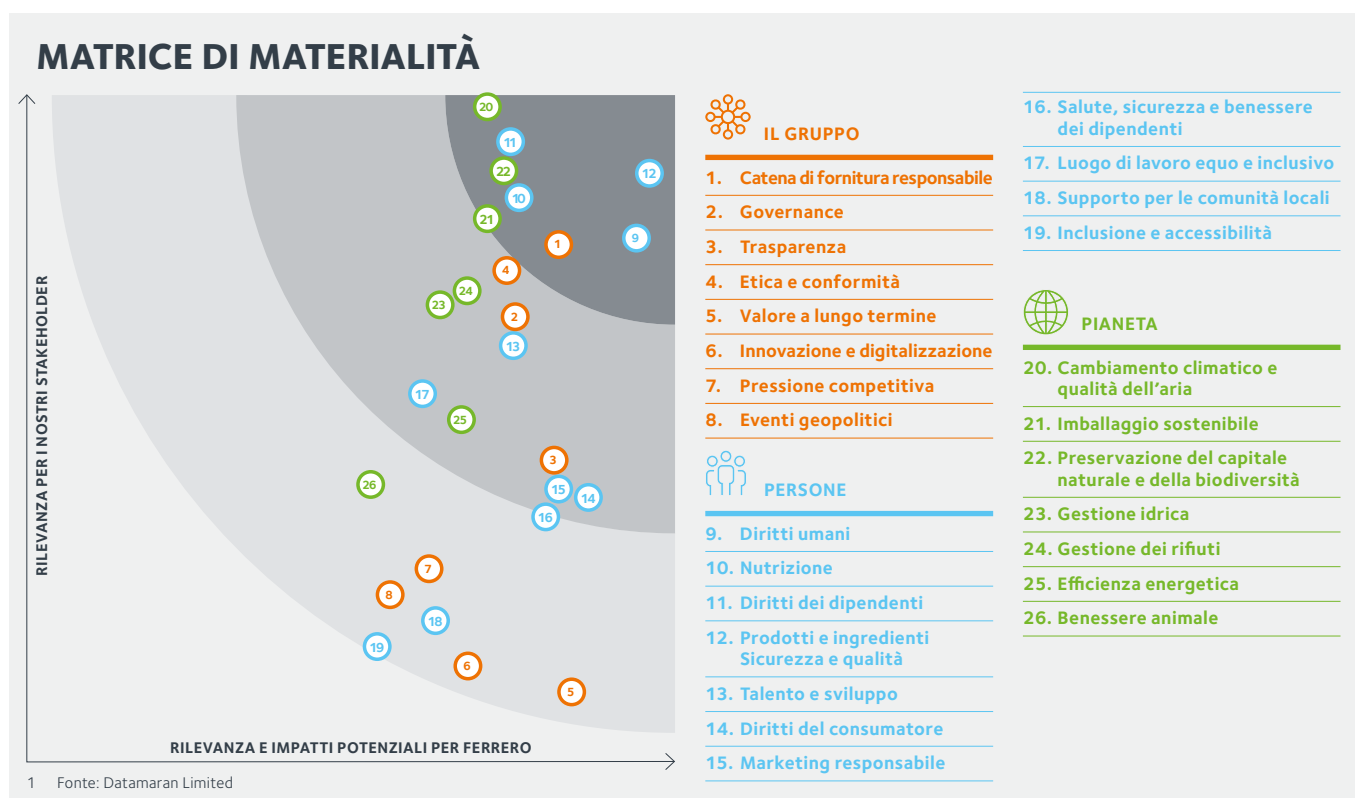 MATRICE DI MATERIALITÀ
RILEVANZA PER I NOSTRI STAKEHOLDER
20
11
22
12
10
21
9
1
4
24
23
2
13
17
25
3
26
15
14
16
7
8
18
19
6
5
RILEVANZA E IMPATTI POTENZIALI PER FERRERO
1 Fonte: Datamaran Limited
IL GRUPPO
1. Catena di fornitura responsabile
2. Governance
3. Trasparenza
4. Etica e conformità
5. Valore a lungo termine
6. Innovazione e digitalizzazione
7. Pressione competitiva
8. Eventi geopolitici
PERSONE
9. Diritti umani
10. Nutrizione
11. Diritti dei dipendenti
12. Prodotti e ingredienti
Sicurezza e qualità
13. Talento e sviluppo
14. Diritti del consumatore
15. Marketing responsabile
16. Salute, sicurezza e benessere
dei dipendenti
17. Luogo di lavoro equo e inclusivo
18. Supporto per le comunità locali
19. Inclusione e accessibilità
PIANETA
20. Cambiamento climatico e
qualità dell'aria
21. Imballaggio sostenibile
22. Preservazione del capitale
naturale e della biodiversità
23. Gestione idrica
24. Gestione dei rifiuti
25. Efficienza energetica
26. Benessere animale